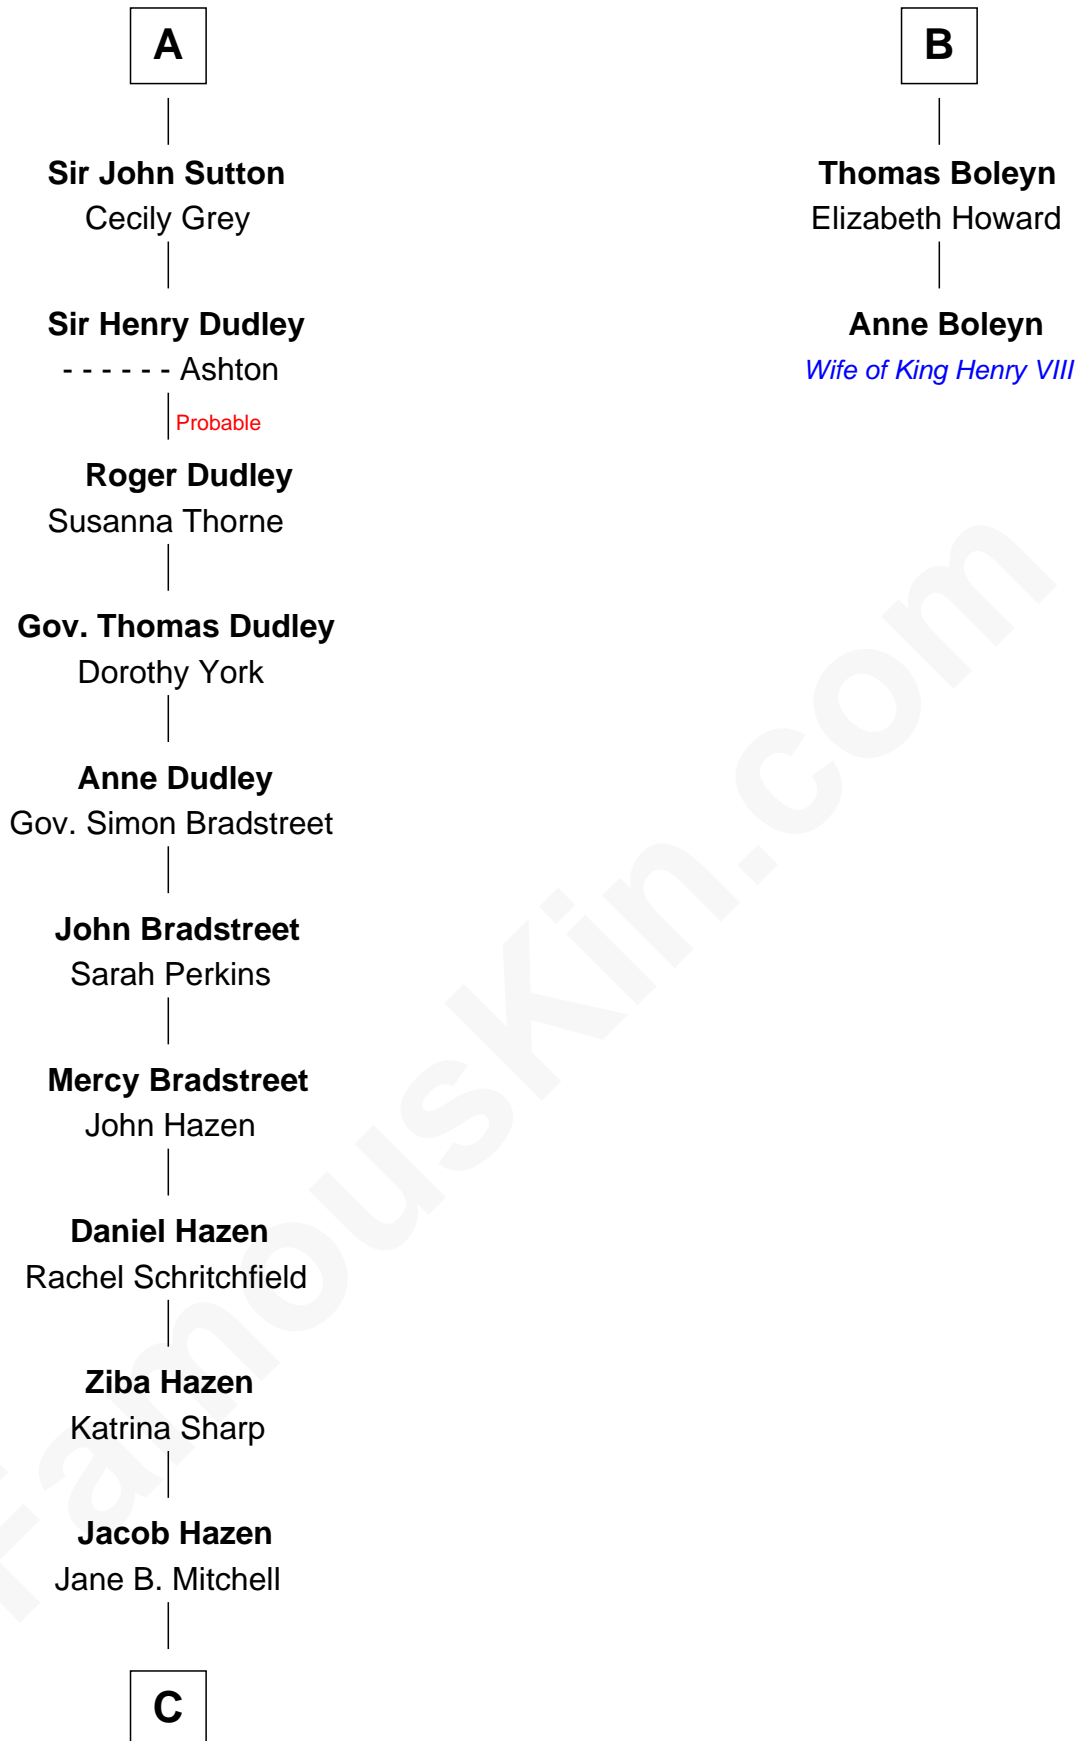 A
B
Sir John Sutton
Cecily Grey
Thomas Boleyn
Elizabeth Howard
Sir Henry Dudley
- - - - - - Ashton
Anne Boleyn
Wife of King Henry VIII
Probable
Roger Dudley
Susanna Thorne
Gov. Thomas Dudley
Dorothy York
Anne Dudley
Gov. Simon Bradstreet
John Bradstreet
Sarah Perkins
Mercy Bradstreet
John Hazen
Daniel Hazen
Rachel Schritchfield
Ziba Hazen
Katrina Sharp
Jacob Hazen
Jane B. Mitchell
C
FamousKin.com